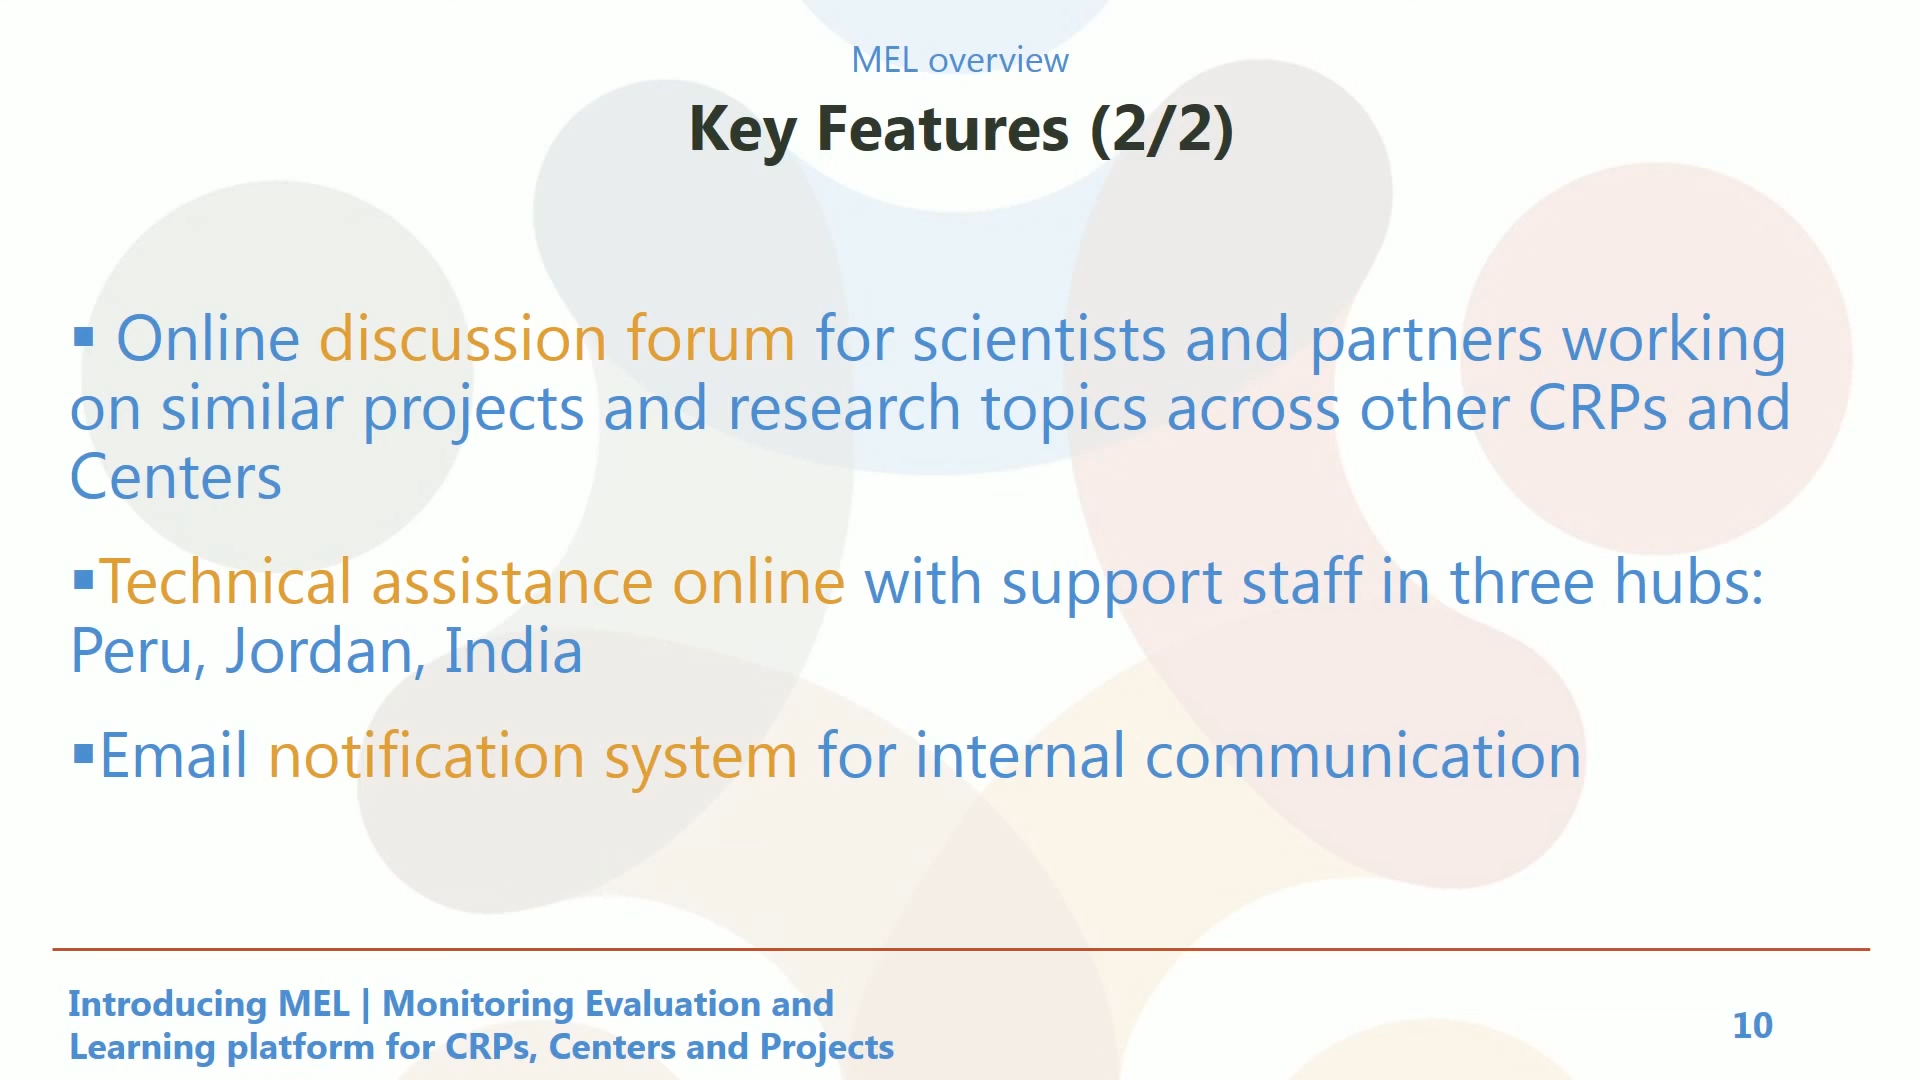 MEL overview
Key Features (2/2)
▪ Online discussion forum for scientists and partners working
on similar projects and research topics across other CRPs and
Centers
▪Technical assistance online with support staff in three hubs:
Peru, Jordan, India
▪Email notification system for internal communication
Introducing MEL | Monitoring Evaluation and
Learning platform for CRPs, Centers and Projects
10